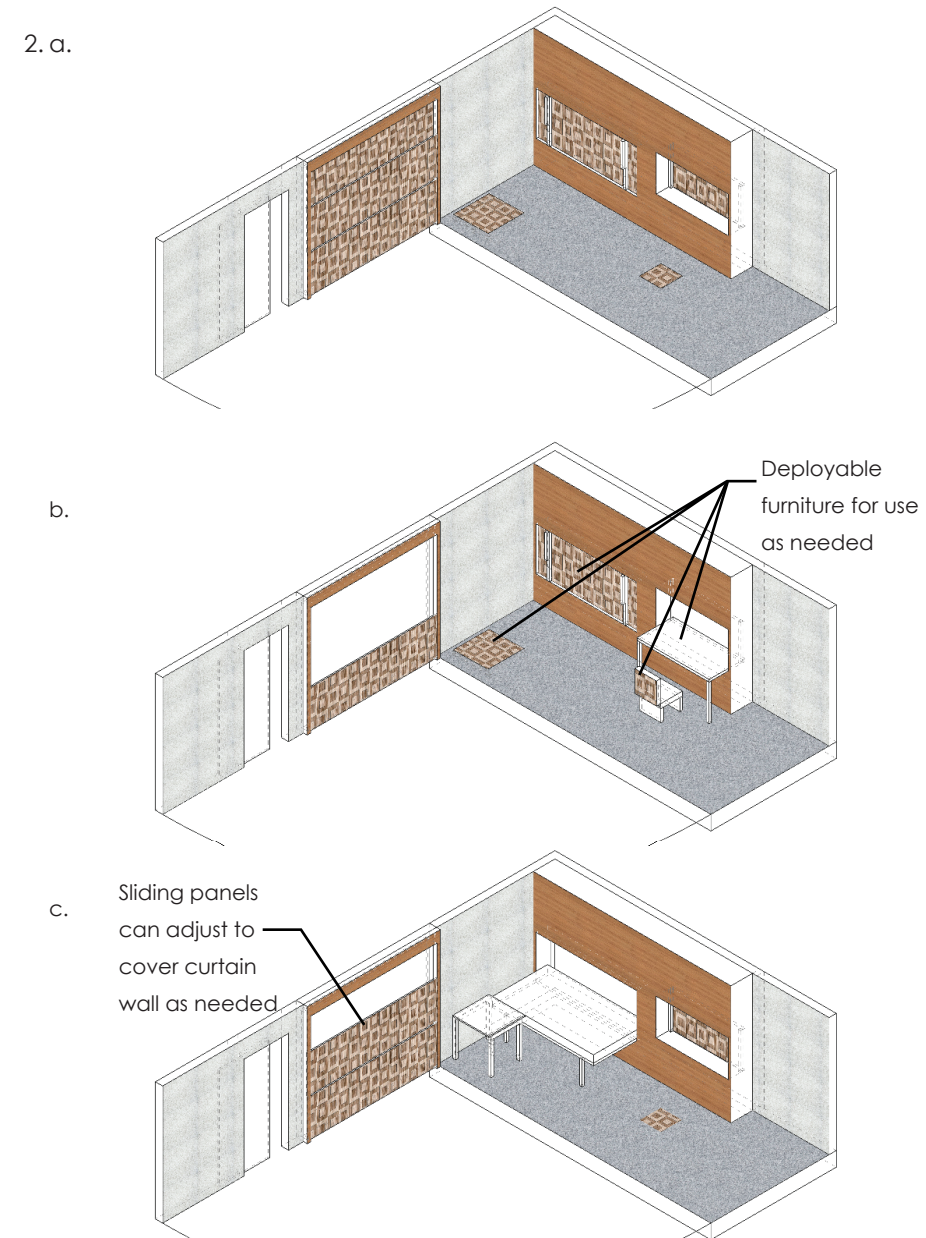 2. a.
b.
Deployable
furniture for use
as needed
c.
Sliding panels
can adjust to
cover curtain
wall as needed